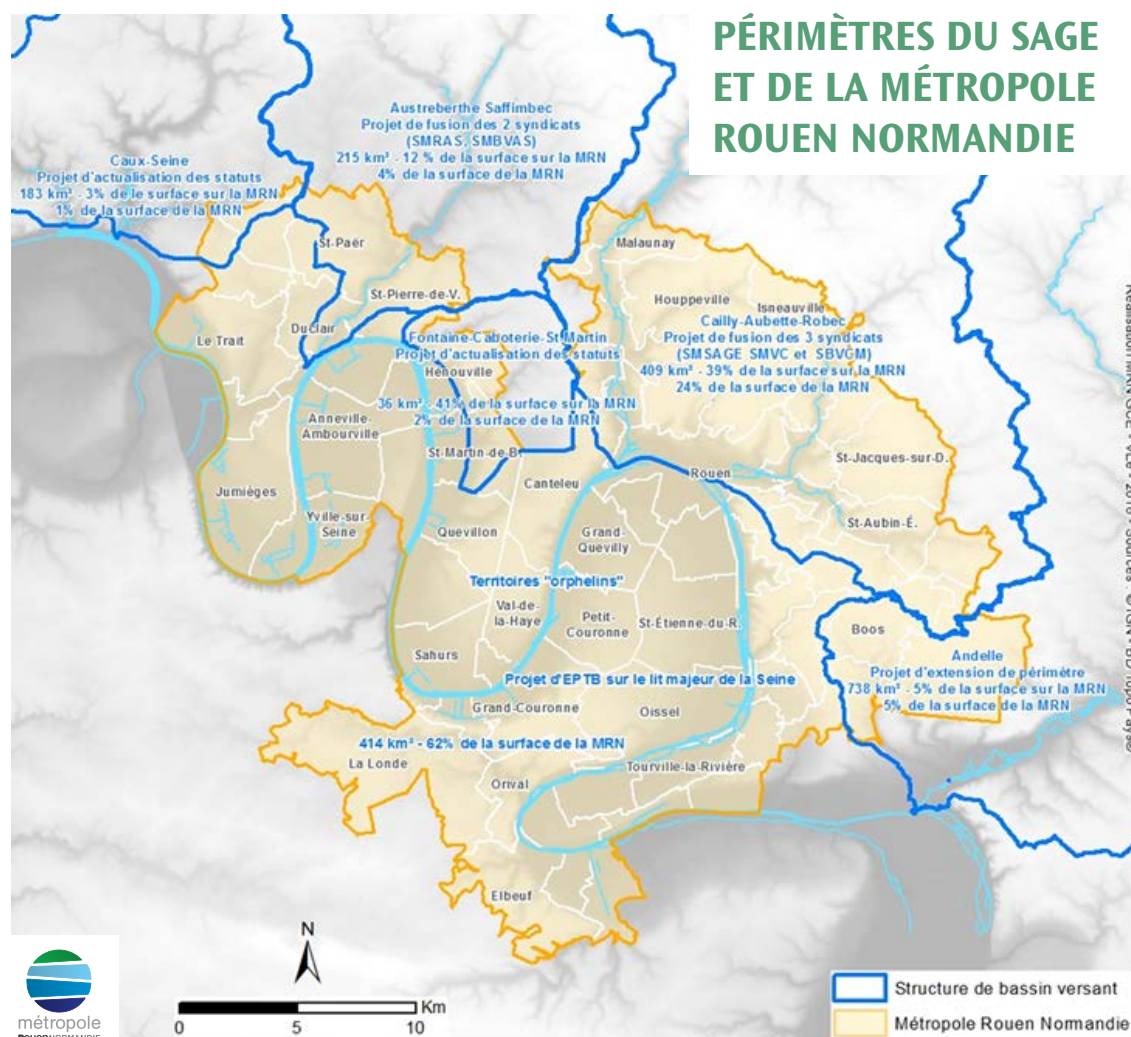 PÉRIMÈTRES DU SAGE
ET DE LA MÉTROPOLE
ROUEN NORMANDIE
Austreberthe Saffimbec
Projet de fusion des 2 syndicats
(SMRAS, SMBVAS)
215 km² - 12 % de la surface sur la MRN
4% de la surface de la MRN
Caux-Seine
Projet d'actualisation des statuts
183 km² - 3% de le surface sur la MRN
1% de la surface de la MRN
St-Paër
Malaunay
St-Pierre-de-V.
Houppeville
Isneauville
Duclair
Le Trait
Cailly-Aubette-Robec
Projet de fusion des 3 syndicats
(SMSAGE SMVC et SBVCM)
409 km² - 39% de la surface sur la MRN
24% de la surface de la MRN
Fontaine-Caboterie-St Martin
Projet d'actualisation des statuts
Hénouville
36 km² - 41% de la surface sur la MRN
2% de la surface de la MRN
Anneville-
Ambourville
St-Martin-de-B.
St-Jacques-sur-D.
Rouen
Canteleu
Jumièges
Yville-sur-
Seine
Quevillon
Grand-
Quevilly
St-Aubin-É.
Territoires "orphelins"
Val-de-
la-Haye
Petit-
Couronne
St-Étienne-du-R.
Boos
Sahurs
Andelle
Projet d'extension de périmètre
738 km² - 5% de la surface sur la MRN
5% de la surface de la MRN
Projet d'EPTB sur le lit majeur de la Seine
Grand-Couronne
Oissel
414 km² - 62% de la surface de la MRN
La Londe
Tourville-la-Rivière
Orival
Elbeuf
N
Km
0 5 10
métropole
ROUENNORMANDIE
Structure de bassin versant
Métropole Rouen Normandie